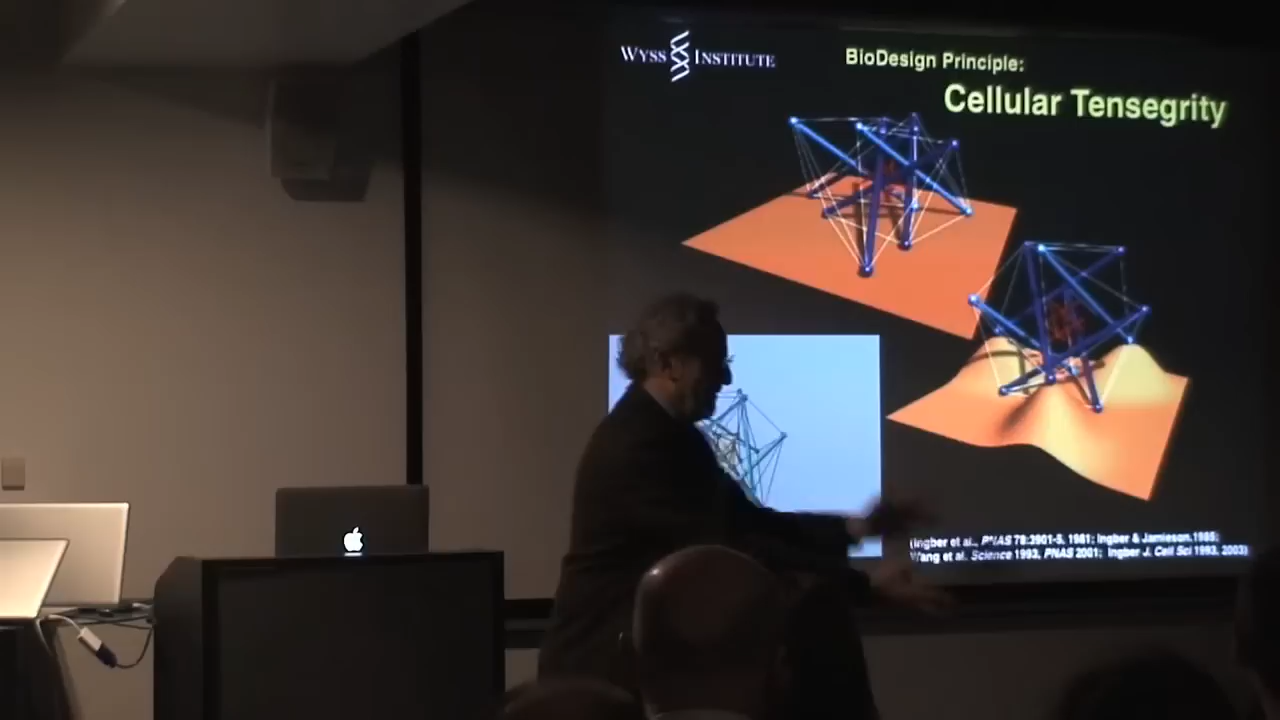 WYSS INSTITUTE
BioDesign Principle:
Cellular Tensegrity
(Ingber et al., PNAS 78:3901-5, 1981; Ingber & Jamieson.1985;
Wang et al. Science 1993, PNAS 2001; Ingber J. Cell Sci 1993, 2003)